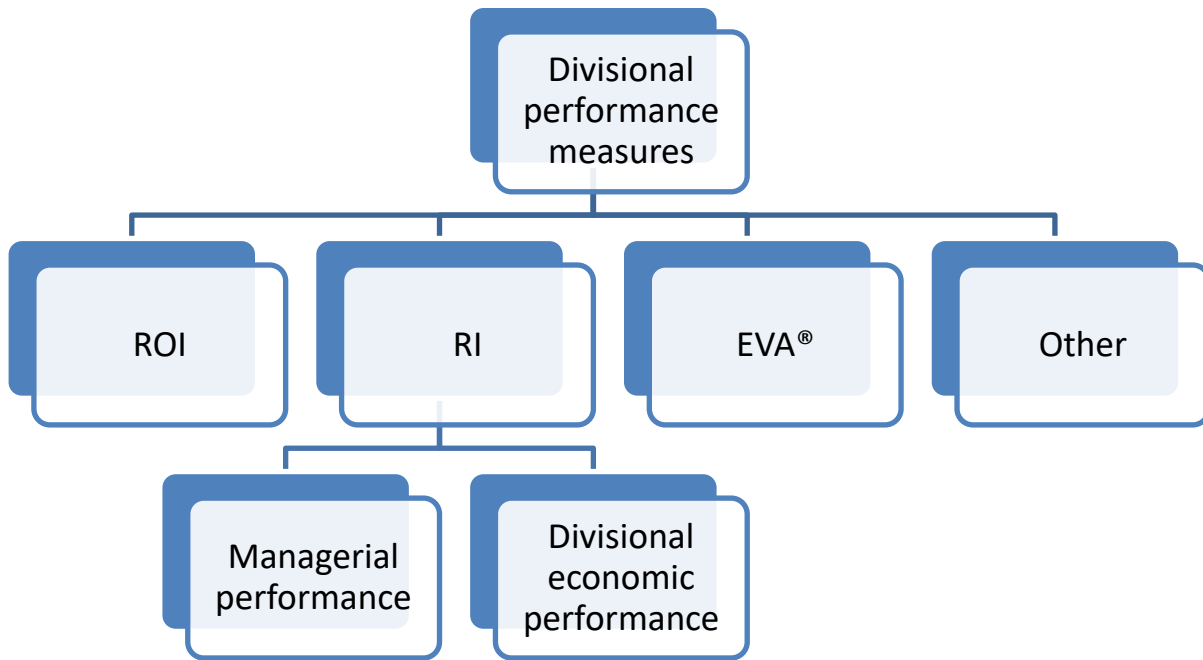 Divisional
performance
measures
ROI
RI
EVA®
Other
Managerial
performance
Divisional
economic
performance